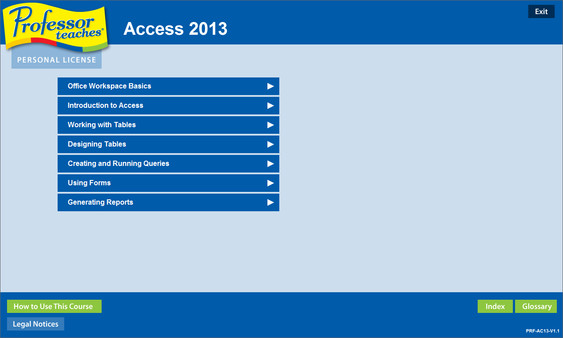 Professor
teaches®
Access 2013
Exit
PERSONAL LICENSE
Office Workspace Basics
Introduction to Access
Working with Tables
Designing Tables
Creating and Running Queries
Using Forms
Generating Reports
How to Use This Course
Index
Glossary
Legal Notices
PRF-AC13-V1.1